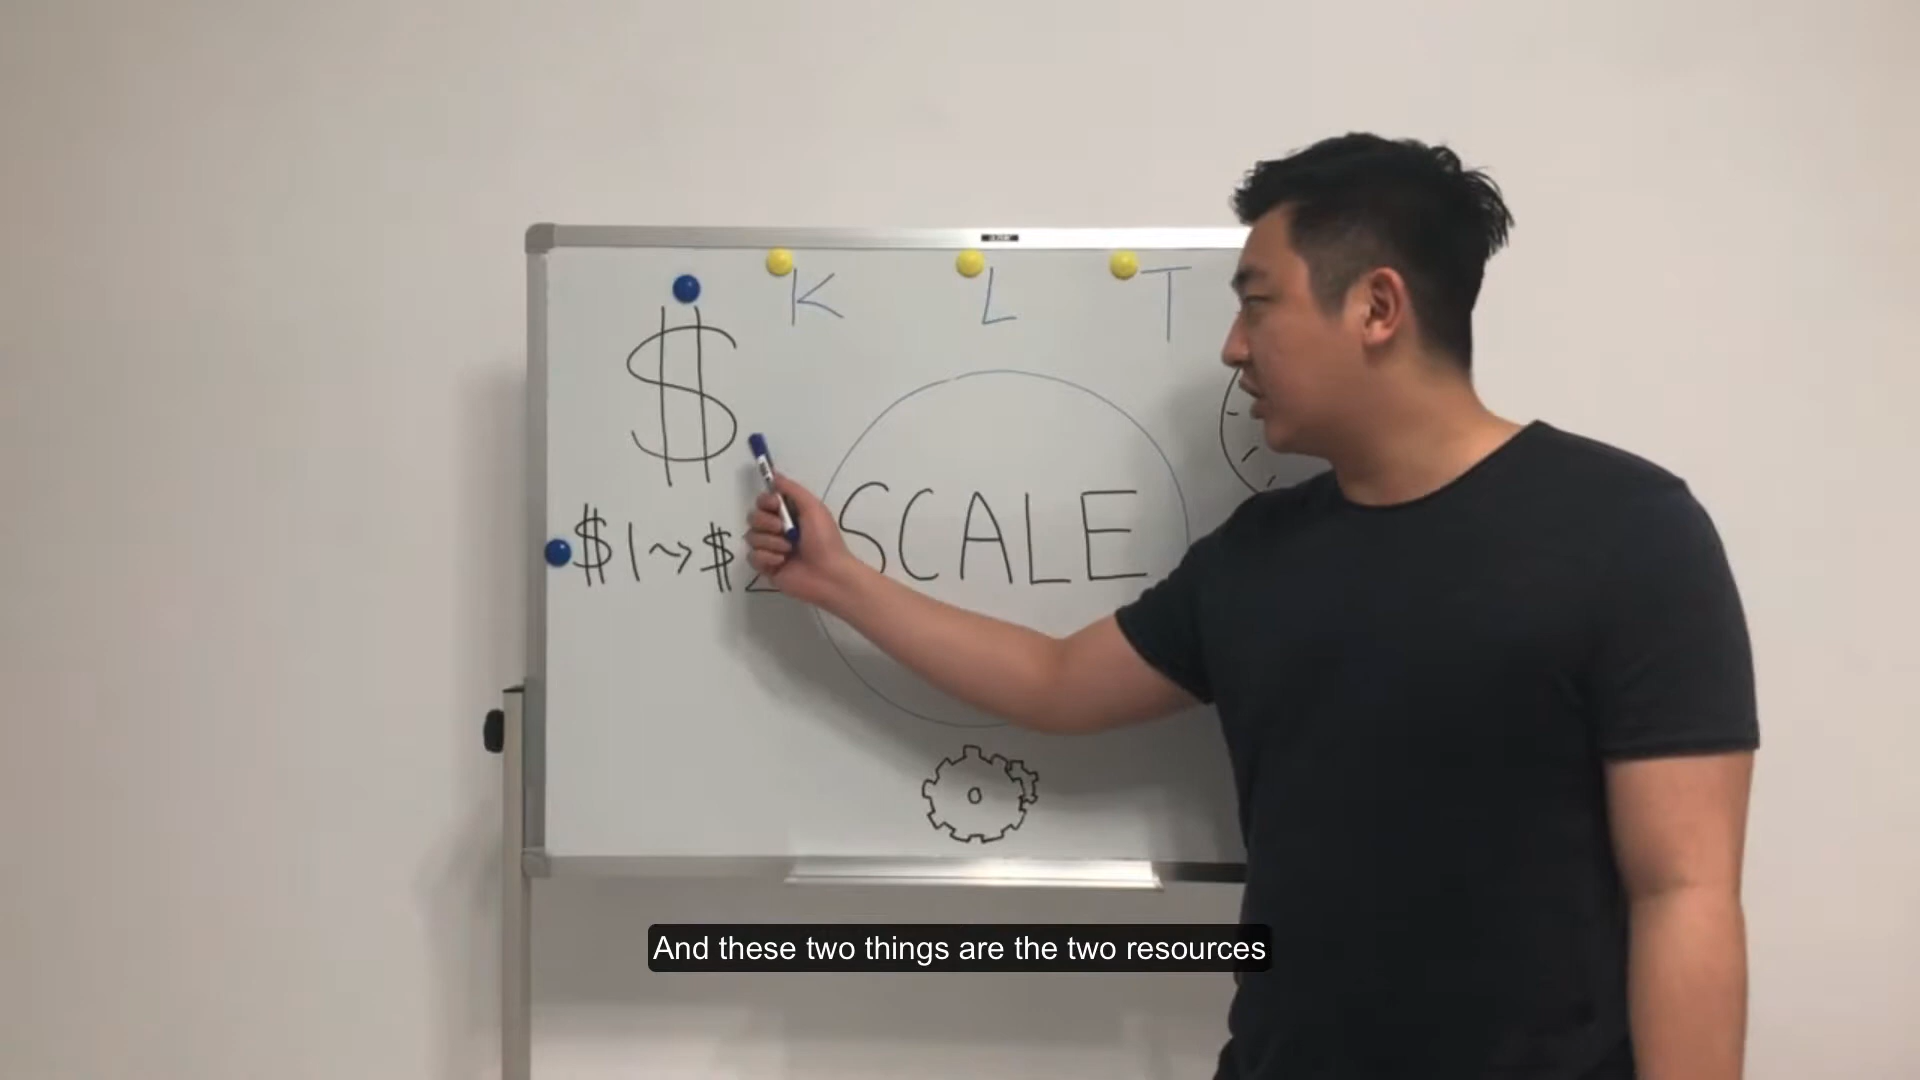 K L T
$
SCALE
$1 ~> $2
And these two things are the two resources